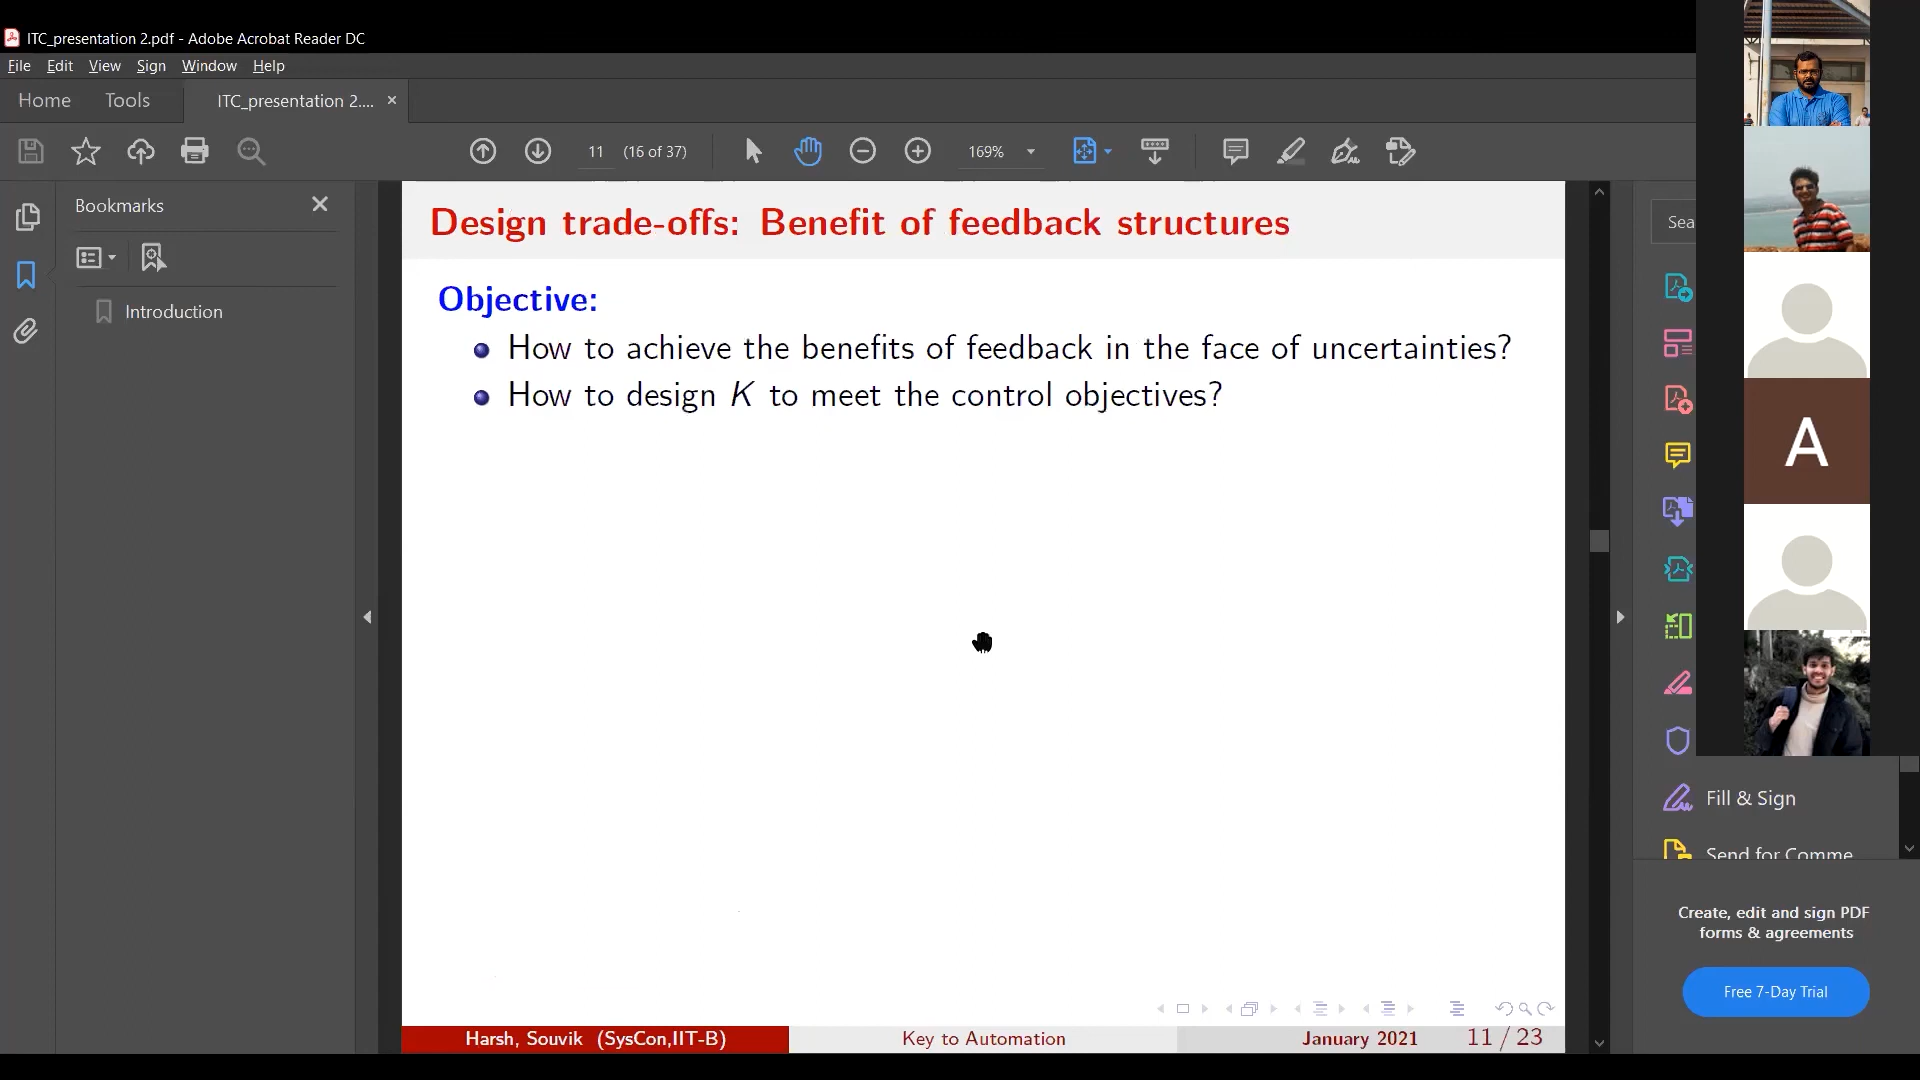 ITC_presentation 2.pdf - Adobe Acrobat Reader DC
File Edit View Sign Window Help
Home Tools ITC_presentation 2.... ×
11 (16 of 37) 169%
Bookmarks
Introduction
Design trade-offs: Benefit of feedback structures
Objective:
How to achieve the benefits of feedback in the face of uncertainties?
How to design K to meet the control objectives?
Harsh, Souvik (SysCon,IIT-B) Key to Automation January 2021 11 / 23
Sea
A
Fill & Sign
Send for Comme
Create, edit and sign PDF
forms & agreements
Free 7-Day Trial